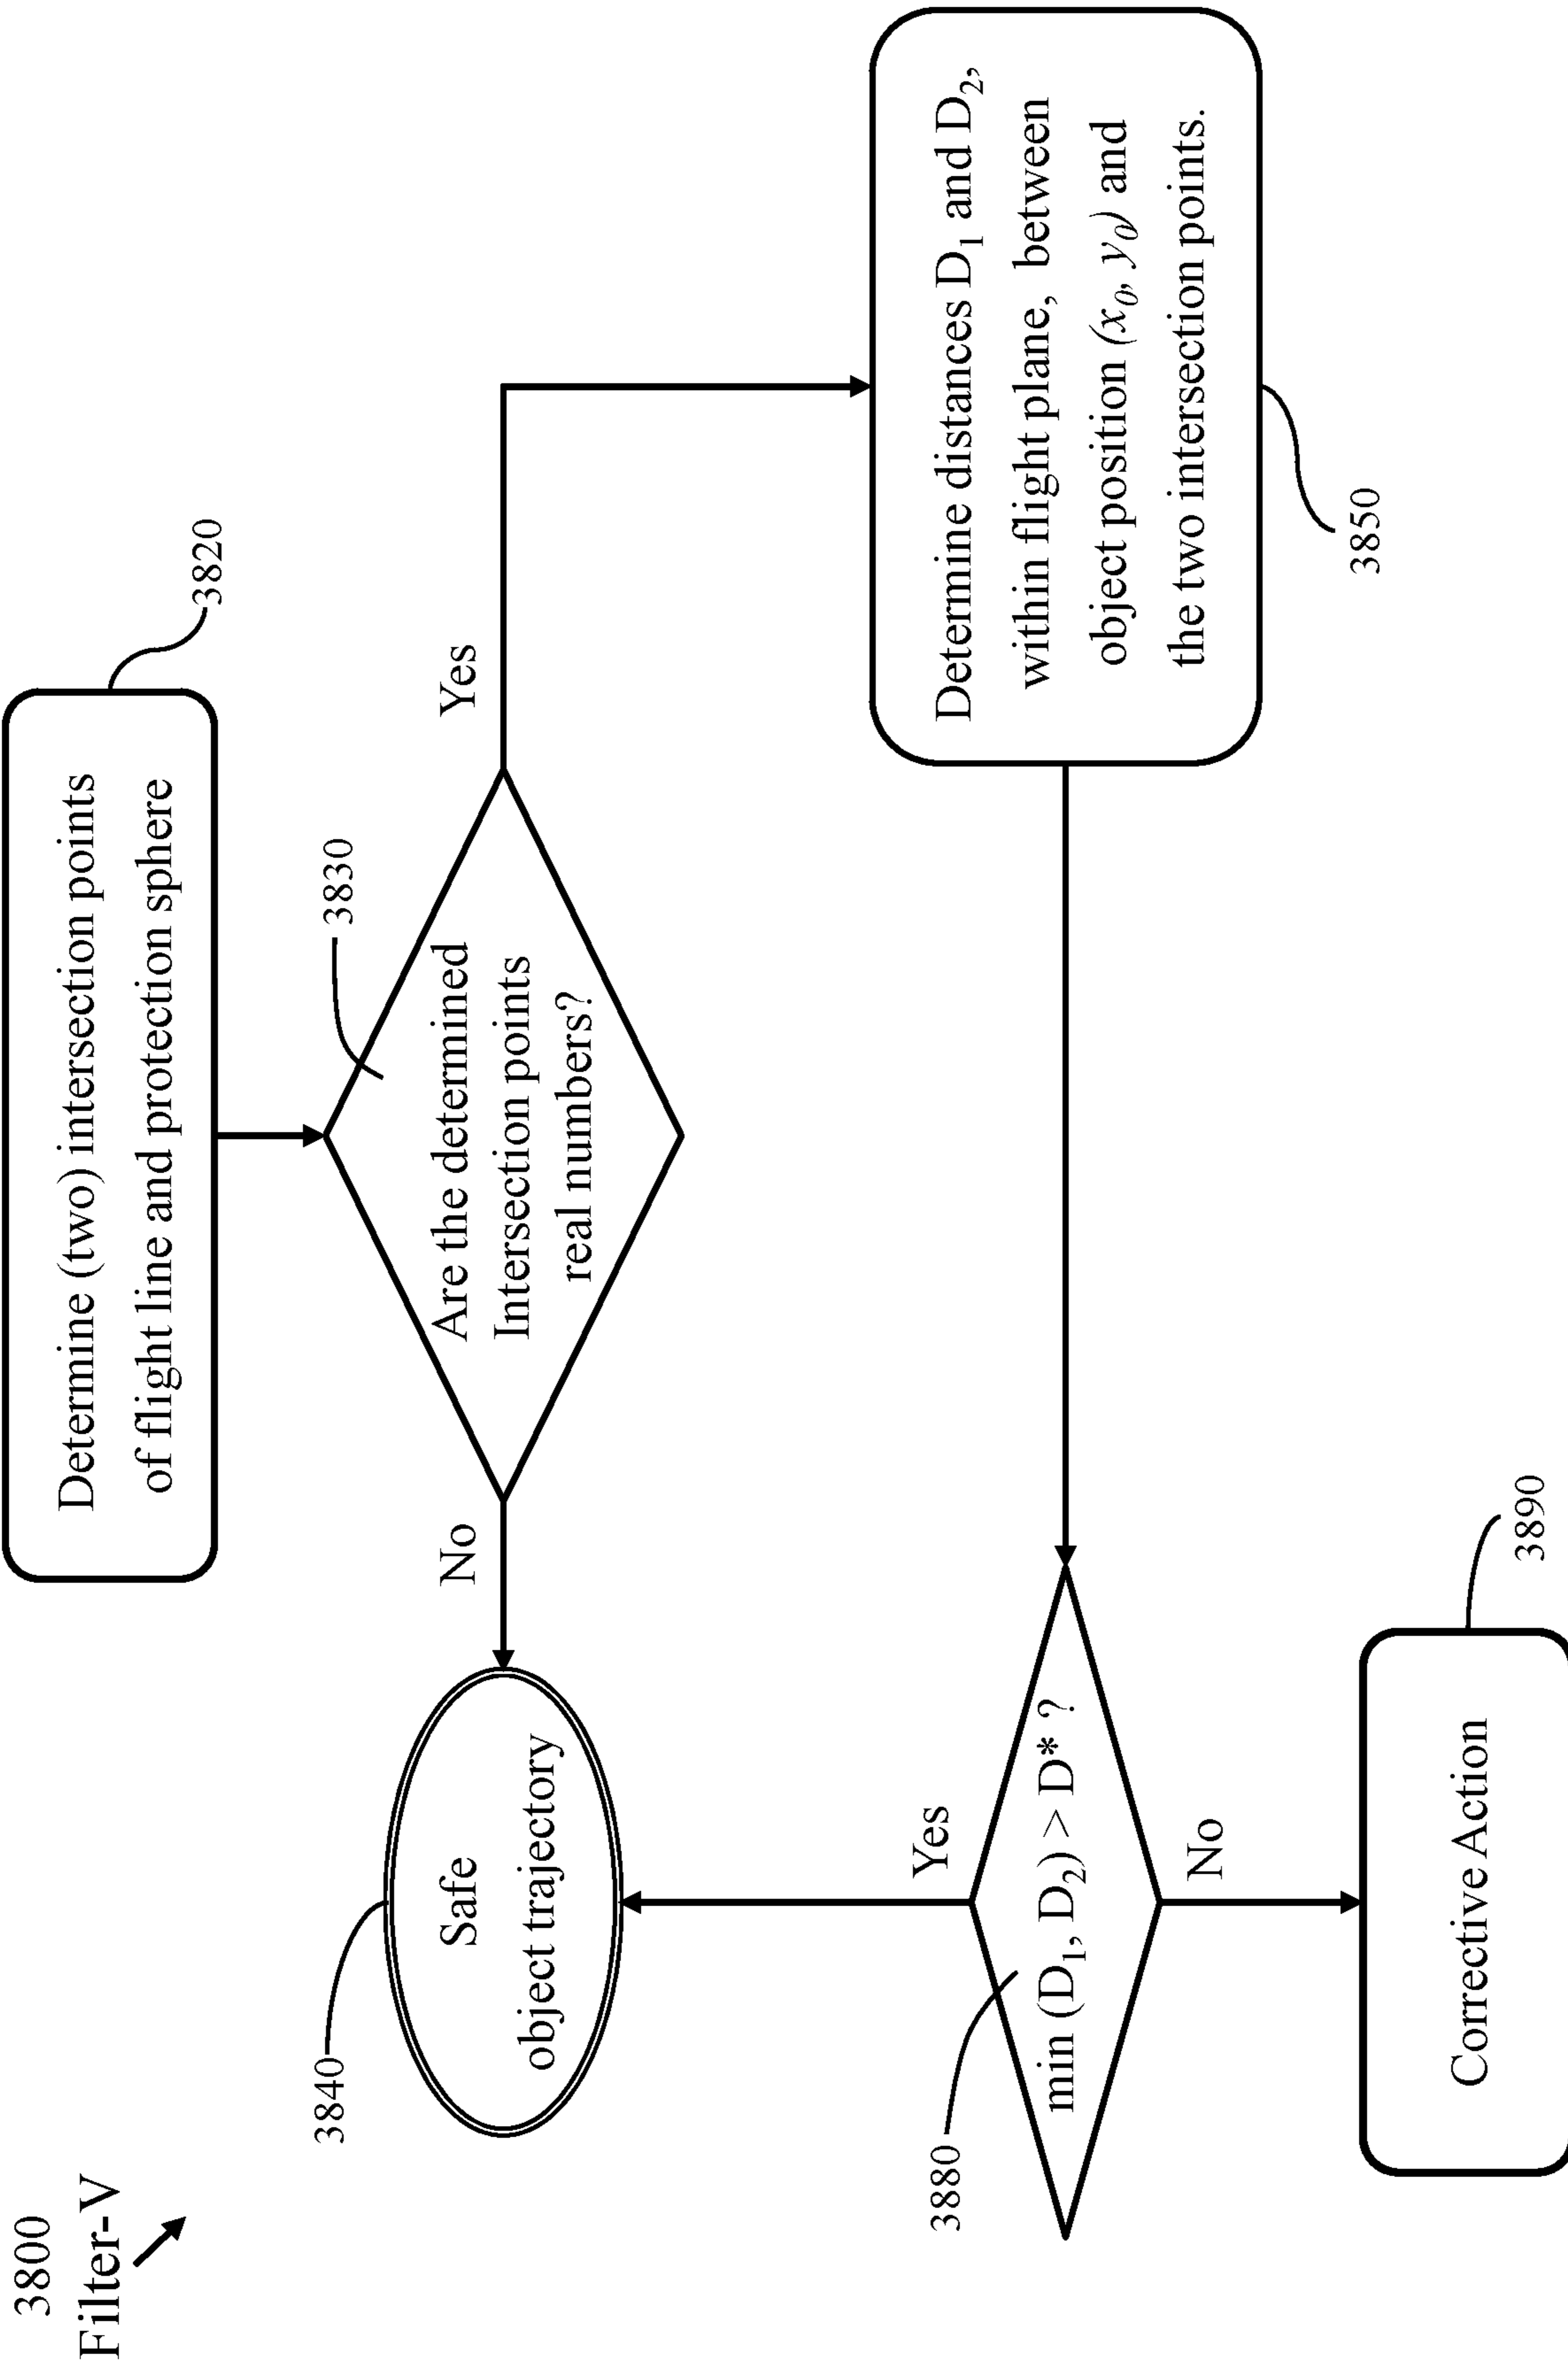 3800
Filter-V
Determine (two) intersection points
of flight line and protection sphere
3820
3830
Are the determined
Intersection points
real numbers?
No
Yes
3840
Safe
object trajectory
Determine distances D₁ and D₂,
within flight plane, between
object position (x₀, y₀) and
the two intersection points.
3850
3880
min (D₁, D₂) > D* ?
Yes
No
Corrective Action
3890